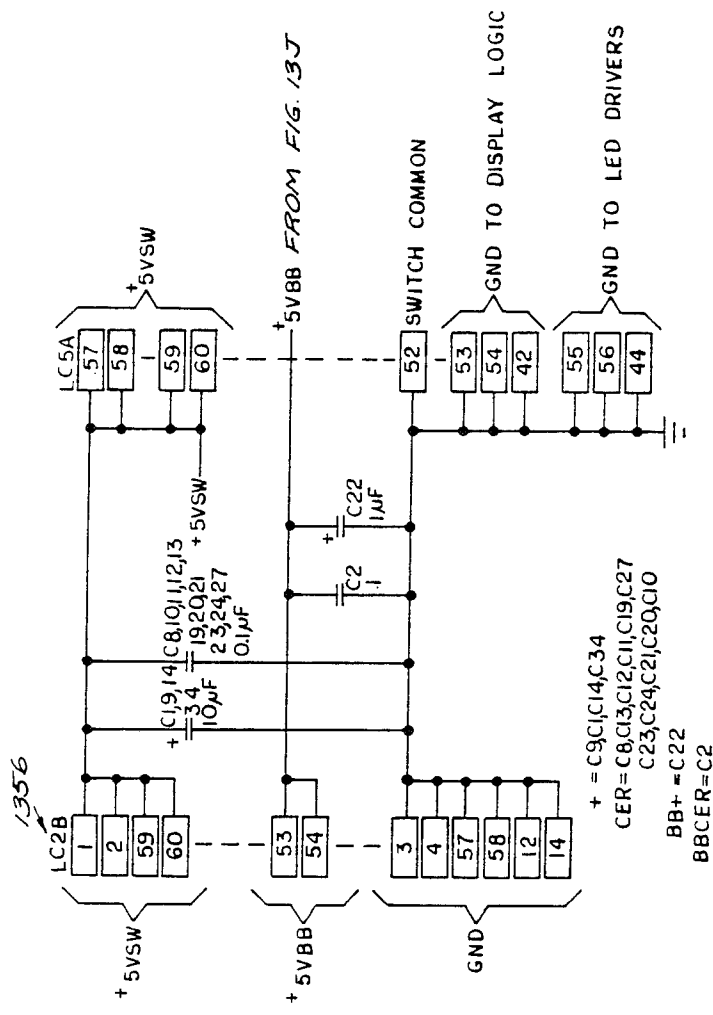 1356
LC2B
1
2
59
60
+5VSW
53
54
+5VBB
3
4
57
58
12
14
GND
+ C1,9,14
34
10µF
C8,10,11,12,13
19,20,21
23,24,27
0.1µF
C2
.1
+
C22
1µF
+5VSW
LC5A
57
58
59
60
+5VSW
+5VBB FROM FIG. 13J
52
SWITCH COMMON
53
54
42
GND TO DISPLAY LOGIC
55
56
44
GND TO LED DRIVERS
+ = C9,C1,C14,C34
CER=C8,C13,C12,C11,C19,C27
C23,C24,C21,C20,C10
BB+ =C22
BBCER=C2